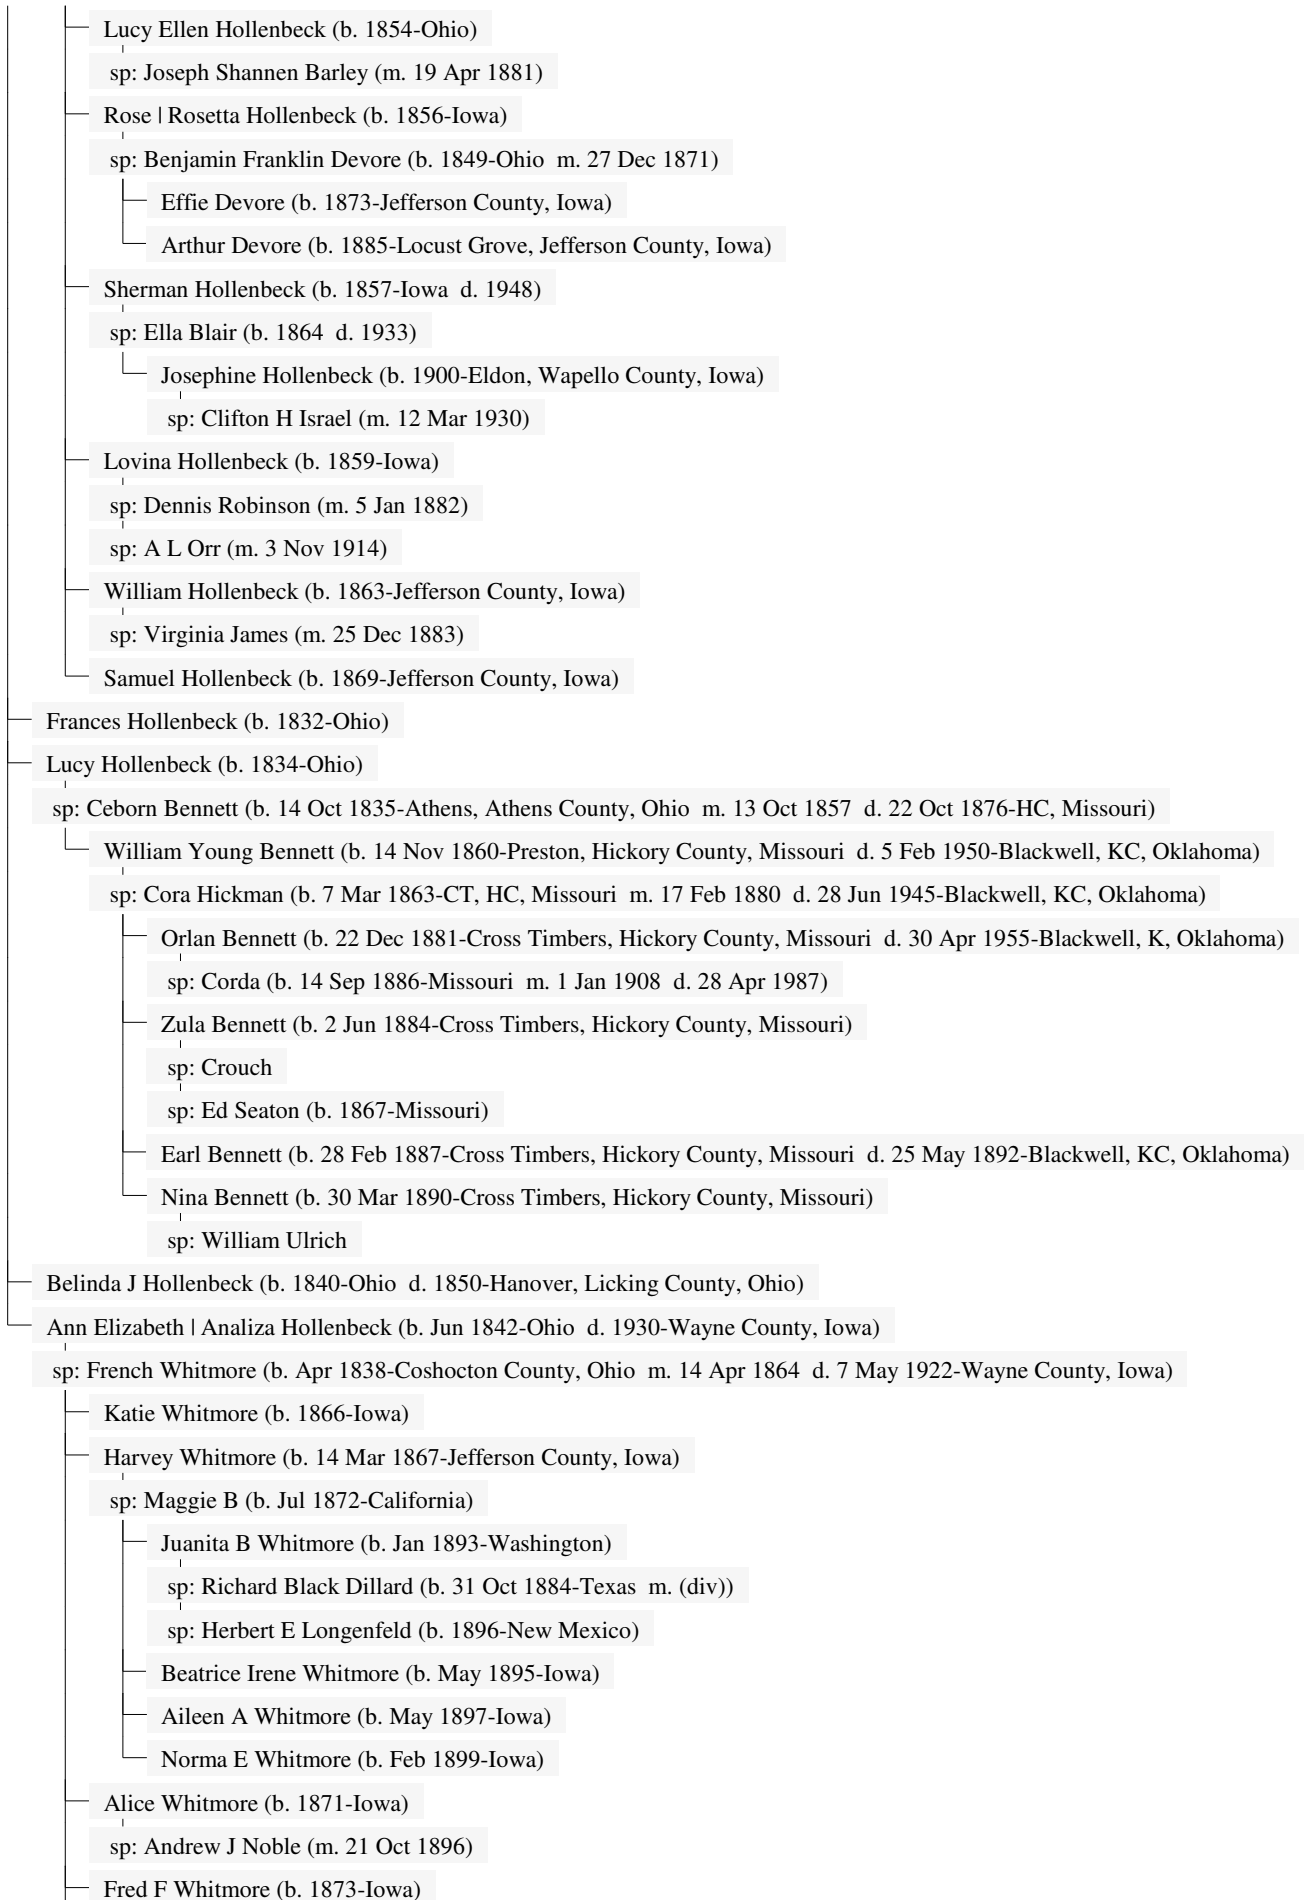 Lucy Ellen Hollenbeck (b. 1854-Ohio)
sp: Joseph Shannen Barley (m. 19 Apr 1881)
Rose | Rosetta Hollenbeck (b. 1856-Iowa)
sp: Benjamin Franklin Devore (b. 1849-Ohio  m. 27 Dec 1871)
Effie Devore (b. 1873-Jefferson County, Iowa)
Arthur Devore (b. 1885-Locust Grove, Jefferson County, Iowa)
Sherman Hollenbeck (b. 1857-Iowa  d. 1948)
sp: Ella Blair (b. 1864  d. 1933)
Josephine Hollenbeck (b. 1900-Eldon, Wapello County, Iowa)
sp: Clifton H Israel (m. 12 Mar 1930)
Lovina Hollenbeck (b. 1859-Iowa)
sp: Dennis Robinson (m. 5 Jan 1882)
sp: A L Orr (m. 3 Nov 1914)
William Hollenbeck (b. 1863-Jefferson County, Iowa)
sp: Virginia James (m. 25 Dec 1883)
Samuel Hollenbeck (b. 1869-Jefferson County, Iowa)
Frances Hollenbeck (b. 1832-Ohio)
Lucy Hollenbeck (b. 1834-Ohio)
sp: Ceborn Bennett (b. 14 Oct 1835-Athens, Athens County, Ohio  m. 13 Oct 1857  d. 22 Oct 1876-HC, Missouri)
William Young Bennett (b. 14 Nov 1860-Preston, Hickory County, Missouri  d. 5 Feb 1950-Blackwell, KC, Oklahoma)
sp: Cora Hickman (b. 7 Mar 1863-CT, HC, Missouri  m. 17 Feb 1880  d. 28 Jun 1945-Blackwell, KC, Oklahoma)
Orlan Bennett (b. 22 Dec 1881-Cross Timbers, Hickory County, Missouri  d. 30 Apr 1955-Blackwell, K, Oklahoma)
sp: Corda (b. 14 Sep 1886-Missouri  m. 1 Jan 1908  d. 28 Apr 1987)
Zula Bennett (b. 2 Jun 1884-Cross Timbers, Hickory County, Missouri)
sp: Crouch
sp: Ed Seaton (b. 1867-Missouri)
Earl Bennett (b. 28 Feb 1887-Cross Timbers, Hickory County, Missouri  d. 25 May 1892-Blackwell, KC, Oklahoma)
Nina Bennett (b. 30 Mar 1890-Cross Timbers, Hickory County, Missouri)
sp: William Ulrich
Belinda J Hollenbeck (b. 1840-Ohio  d. 1850-Hanover, Licking County, Ohio)
Ann Elizabeth | Analiza Hollenbeck (b. Jun 1842-Ohio  d. 1930-Wayne County, Iowa)
sp: French Whitmore (b. Apr 1838-Coshocton County, Ohio  m. 14 Apr 1864  d. 7 May 1922-Wayne County, Iowa)
Katie Whitmore (b. 1866-Iowa)
Harvey Whitmore (b. 14 Mar 1867-Jefferson County, Iowa)
sp: Maggie B (b. Jul 1872-California)
Juanita B Whitmore (b. Jan 1893-Washington)
sp: Richard Black Dillard (b. 31 Oct 1884-Texas  m. (div))
sp: Herbert E Longenfeld (b. 1896-New Mexico)
Beatrice Irene Whitmore (b. May 1895-Iowa)
Aileen A Whitmore (b. May 1897-Iowa)
Norma E Whitmore (b. Feb 1899-Iowa)
Alice Whitmore (b. 1871-Iowa)
sp: Andrew J Noble (m. 21 Oct 1896)
Fred F Whitmore (b. 1873-Iowa)